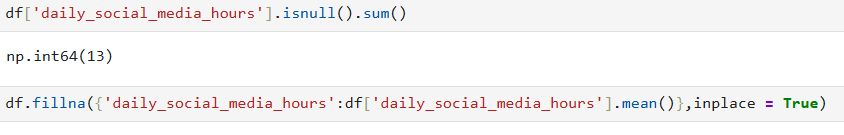 df['daily_social_media_hours'].isnull().sum()
np.int64(13)
df.fillna({'daily_social_media_hours':df['daily_social_media_hours'].mean()},inplace = True)